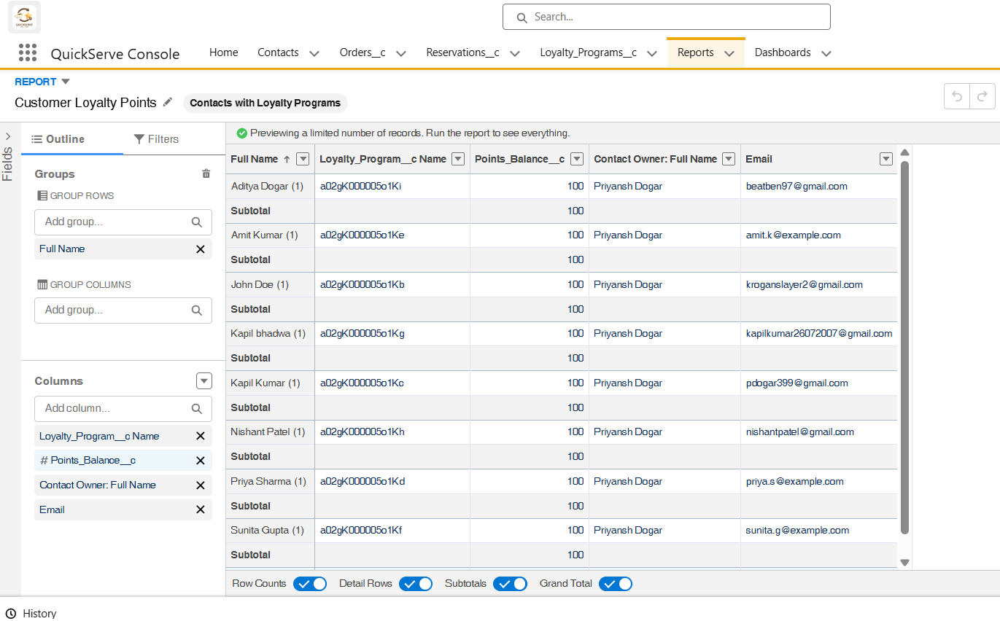 Search...
QuickServe Console Home Contacts Orders__c Reservations__c Loyalty_Programs__c Reports Dashboards
REPORT
Customer Loyalty Points Contacts with Loyalty Programs
Fields
Outline Filters
Groups
GROUP ROWS
Add group...
Full Name
GROUP COLUMNS
Add group...
Columns
Add column...
Loyalty_Program__c Name
# Points_Balance__c
Contact Owner: Full Name
Email
Previewing a limited number of records. Run the report to see everything.
Full Name Loyalty_Program__c Name Points_Balance__c Contact Owner: Full Name Email
Aditya Dogar (1) a02gK000005o1Ki 100 Priyansh Dogar beatben97@gmail.com
Subtotal 100
Amit Kumar (1) a02gK000005o1Ke 100 Priyansh Dogar amit.k@example.com
Subtotal 100
John Doe (1) a02gK000005o1Kb 100 Priyansh Dogar kroganslayer2@gmail.com
Subtotal 100
Kapil bhadwa (1) a02gK000005o1Kg 100 Priyansh Dogar kapilkumar26072007@gmail.com
Subtotal 100
Kapil Kumar (1) a02gK000005o1Kc 100 Priyansh Dogar pdogar399@gmail.com
Subtotal 100
Nishant Patel (1) a02gK000005o1Kh 100 Priyansh Dogar nishantpatel@gmail.com
Subtotal 100
Priya Sharma (1) a02gK000005o1Kd 100 Priyansh Dogar priya.s@example.com
Subtotal 100
Sunita Gupta (1) a02gK000005o1Kf 100 Priyansh Dogar sunita.g@example.com
Subtotal 100
Row Counts Detail Rows Subtotals Grand Total
History